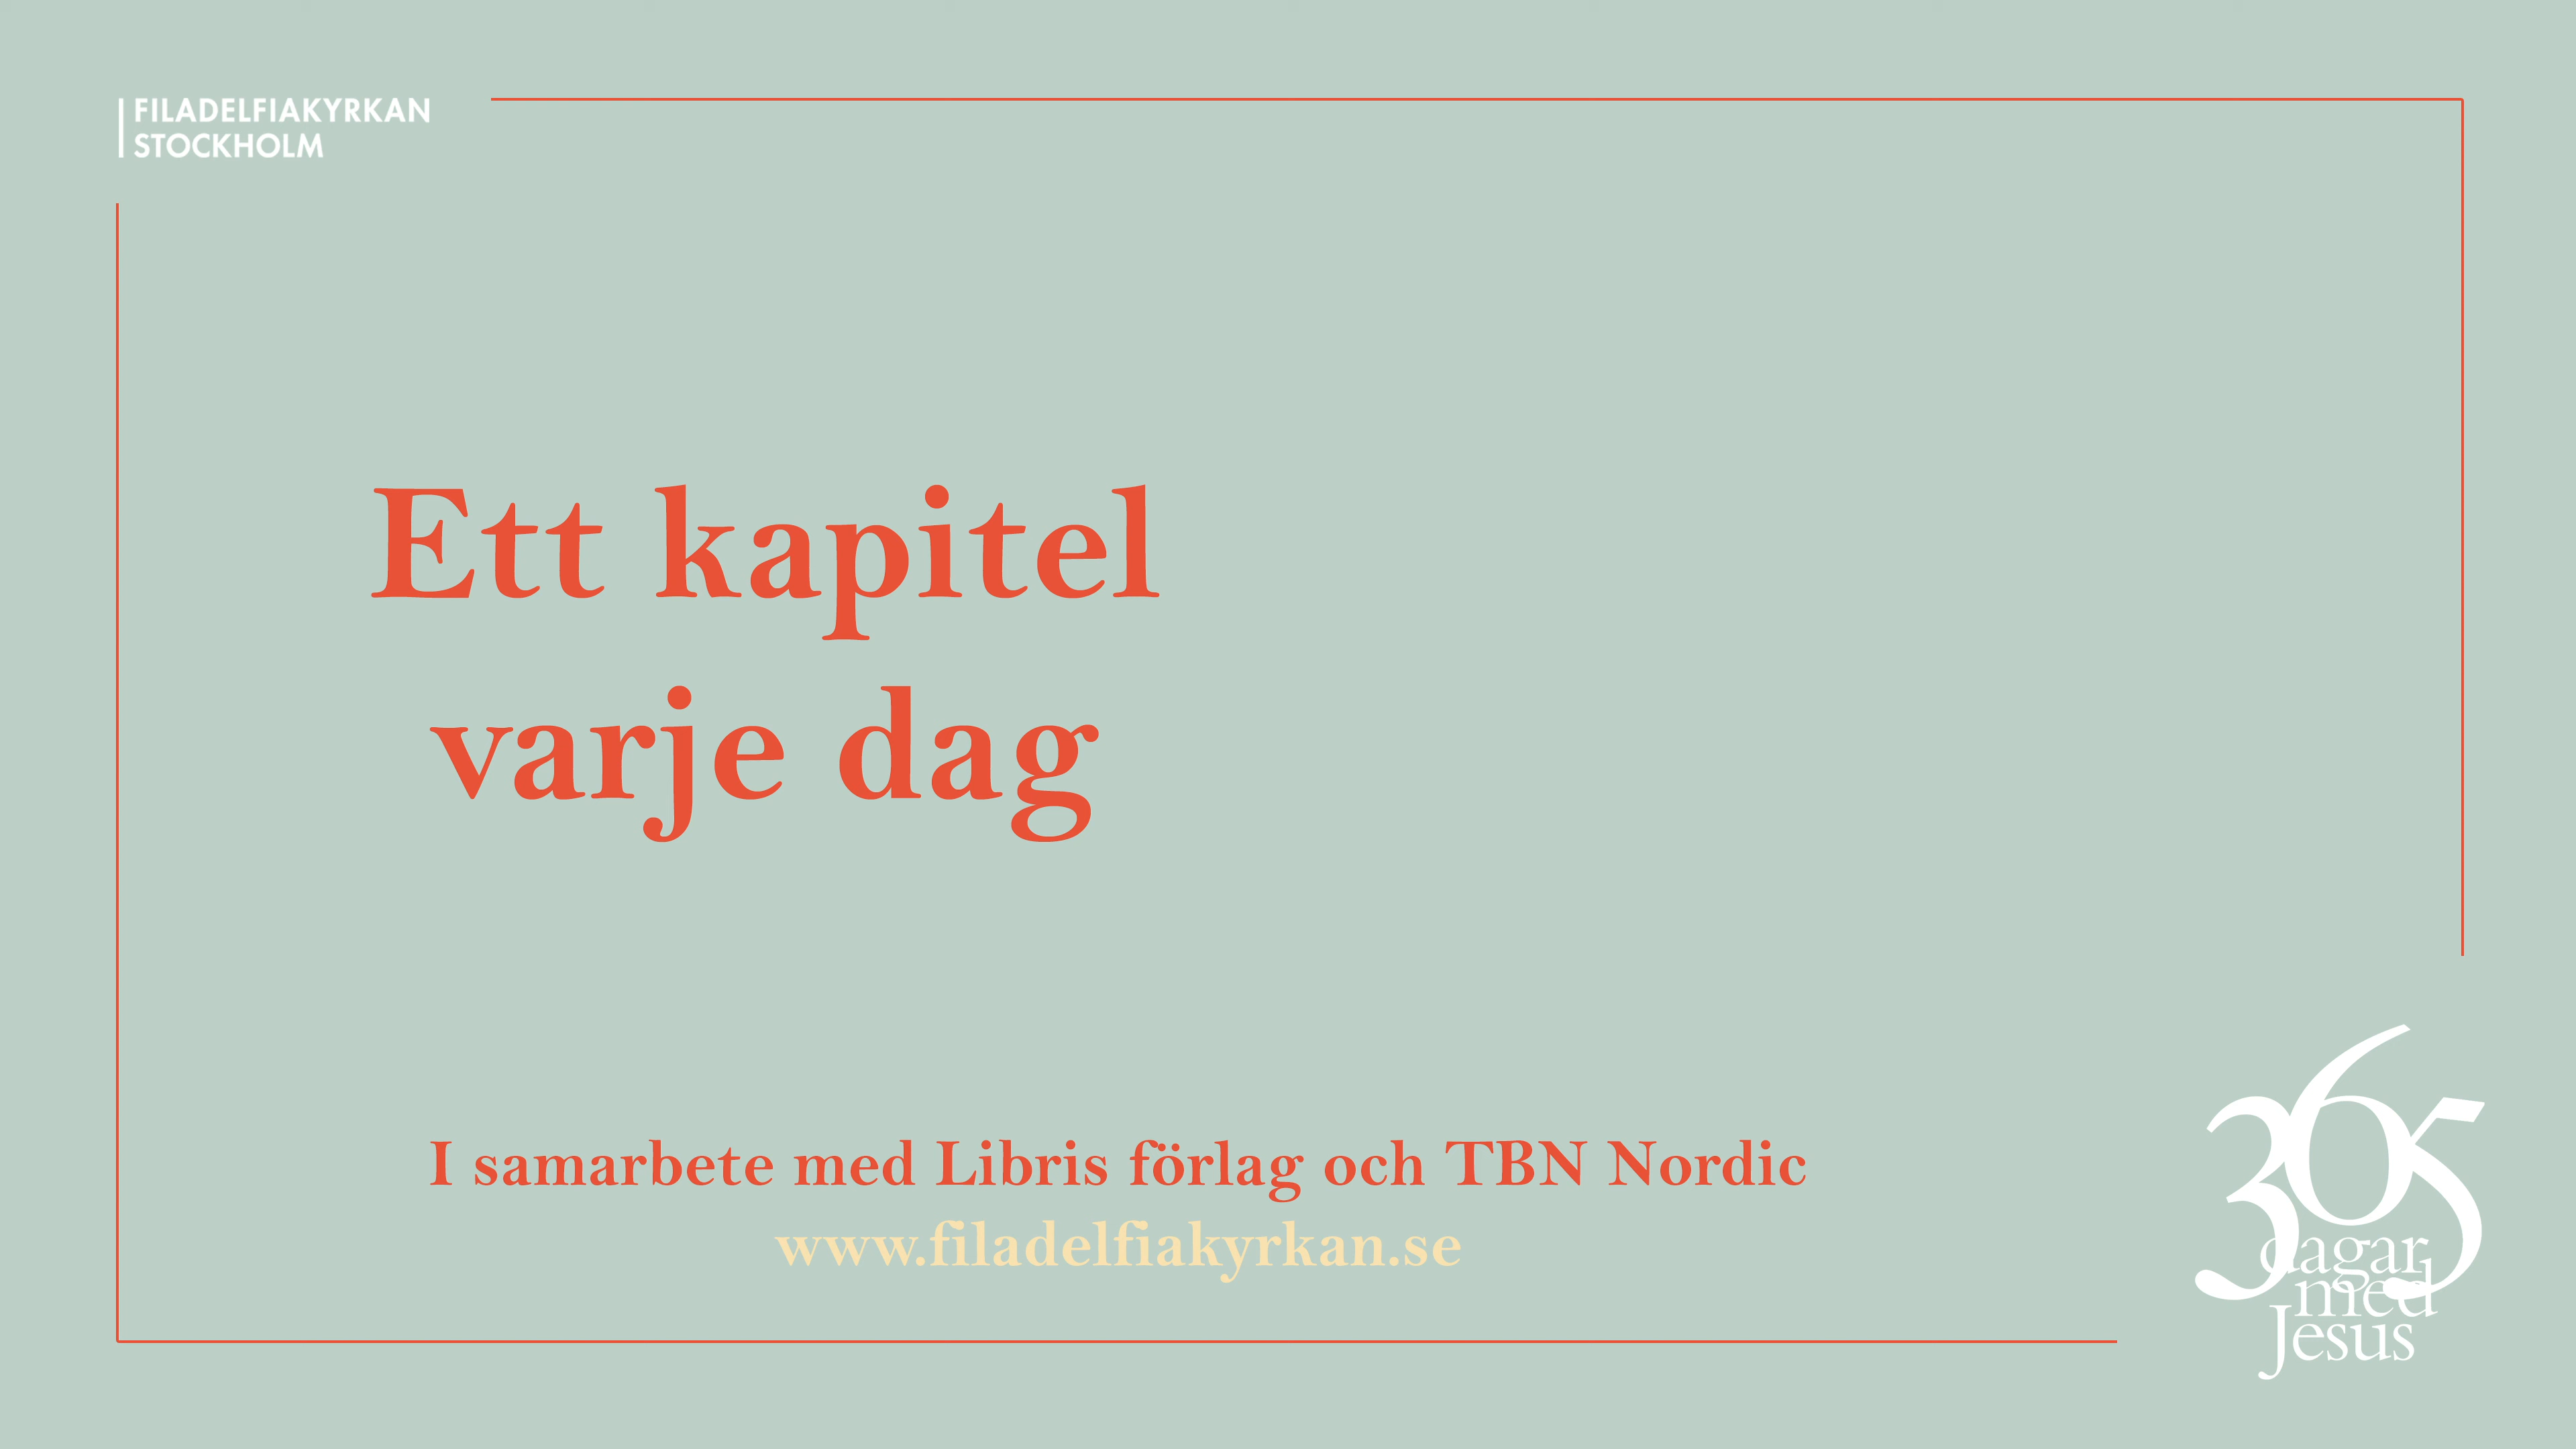 FILADELFIAKYRKAN
STOCKHOLM
Ett kapitel
varje dag
I samarbete med Libris förlag och TBN Nordic
www.filadelfiakyrkan.se
365
dagar
med
Jesus